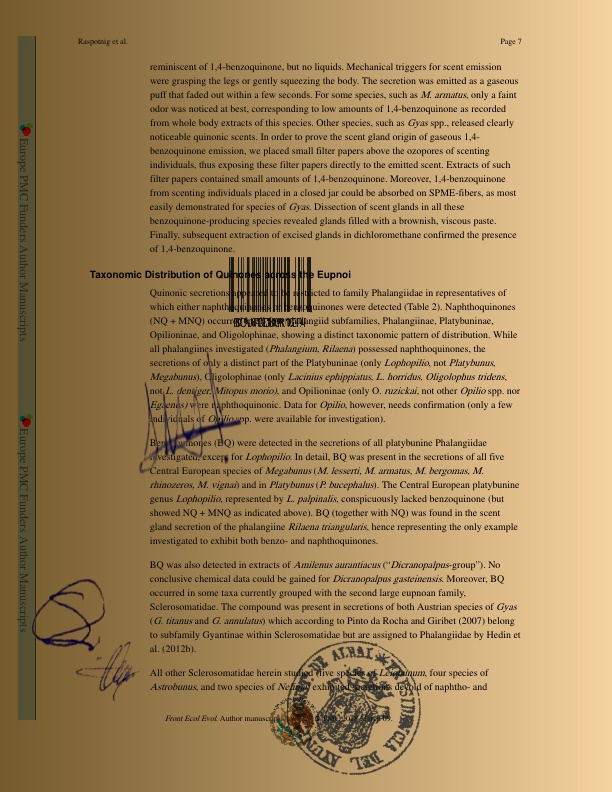 Raspotnig et al.
Page 7
reminiscent of 1,4-benzoquinone, but no liquids. Mechanical triggers for scent emission
were grasping the legs or gently squeezing the body. The secretion was emitted as a gaseous
puff that faded out within a few seconds. For some species, such as M. armatus, only a faint
odor was noticed at best, corresponding to low amounts of 1,4-benzoquinone as recorded
from whole body extracts of this species. Other species, such as Gyas spp., released clearly
noticeable quinonic scents. In order to prove the scent gland origin of gaseous 1,4-
benzoquinone emission, we placed small filter papers above the ozopores of scenting
individuals, thus exposing these filter papers directly to the emitted scent. Extracts of such
filter papers contained small amounts of 1,4-benzoquinone. Moreover, 1,4-benzoquinone
from scenting individuals placed in a closed jar could be absorbed on SPME-fibers, as most
easily demonstrated for species of Gyas. Dissection of scent glands in all these
benzoquinone-producing species revealed glands filled with a brownish, viscous paste.
Finally, subsequent extraction of excised glands in dichloromethane confirmed the presence
of 1,4-benzoquinone.
Taxonomic Distribution of Quinones across the Eupnoi
Quinonic secretions appeared to be restricted to family Phalangiidae in representatives of
which either naphthoquinones or benzoquinones were detected (Table 2). Naphthoquinones
(NQ + MNQ) subfamilies, Phalangiinae, Platybuninae,
Opilioninae, and Oligolophinae, showing a distinct taxonomic pattern of distribution. While
all phalangiines investigated (Phalangium, Rilaena) possessed naphthoquinones, the
secretions of only a distinct part of the Platybuninae (only Lophopilio, not Platybunus,
Megabunus), Oligolophinae (only Lacinius ephippiatus, L. horridus, Oligolophus tridens,
not L. dentiger, Mitopus morio), and Opilioninae (only O. ruzickai, not other Opilio spp. nor
Egaenus) were naphthoquinonic. Data for Opilio, however, needs confirmation (only a few
individuals of Opilio spp. were available for investigation).
Benzoquinones (BQ) were detected in the secretions of all platybunine Phalangiidae
investigated, except for Lophopilio. In detail, BQ was present in the secretions of all five
Central European species of Megabunus (M. lesserti, M. armatus, M. bergomas, M.
rhinozeros, M. vignai) and in Platybunus (P. bucephalus). The Central European platybunine
genus Lophopilio, represented by L. palpinalis, conspicuously lacked benzoquinone (but
showed NQ + MNQ as indicated above). BQ (together with NQ) was found in the scent
gland secretion of the phalangiine Rilaena triangularis, hence representing the only example
investigated to exhibit both benzo- and naphthoquinones.
BQ was also detected in extracts of Amilenus aurantiacus ("Dicranopalpus-group"). No
conclusive chemical data could be gained for Dicranopalpus gasteinensis. Moreover, BQ
occurred in some taxa currently grouped with the second large eupnoan family,
Sclerosomatidae. The compound was present in secretions of both Austrian species of Gyas
(G. titanus and G. annulatus) which according to Pinto da Rocha and Giribet (2007) belong
to subfamily Gyantinae within Sclerosomatidae but are assigned to Phalangiidae by Hedin et
al. (2012b).
All other Sclerosomatidae herein studied (five species of Leiobunum, four species of
Astrobunus, and two species of exhibited secretions devoid of naphtho- and
Front Ecol Evol. Author manuscript
Europe PMC Funders Author Manuscripts
Europe PMC Funders Author Manuscripts